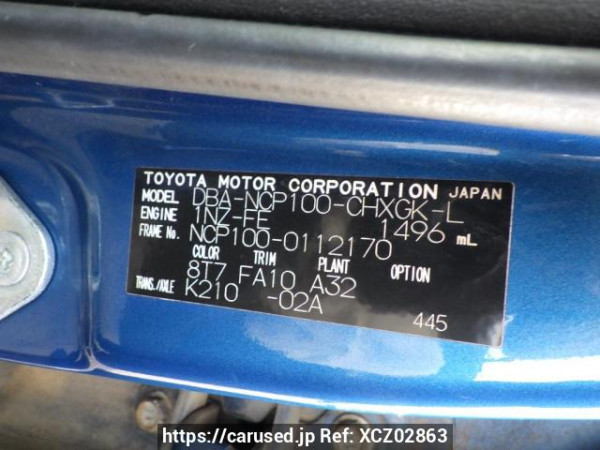 TOYOTA MOTOR CORPORATION JAPAN
MODEL DBA-NCP100-CHXGK-L
ENGINE 1NZ-FE 1496 mL
FRAME No. NCP100-0112170
COLOR TRIM PLANT OPTION
8T7 FA10 A32
TRANS./AXLE K210 -02A
445
https://carused.jp Ref: XCZ02863